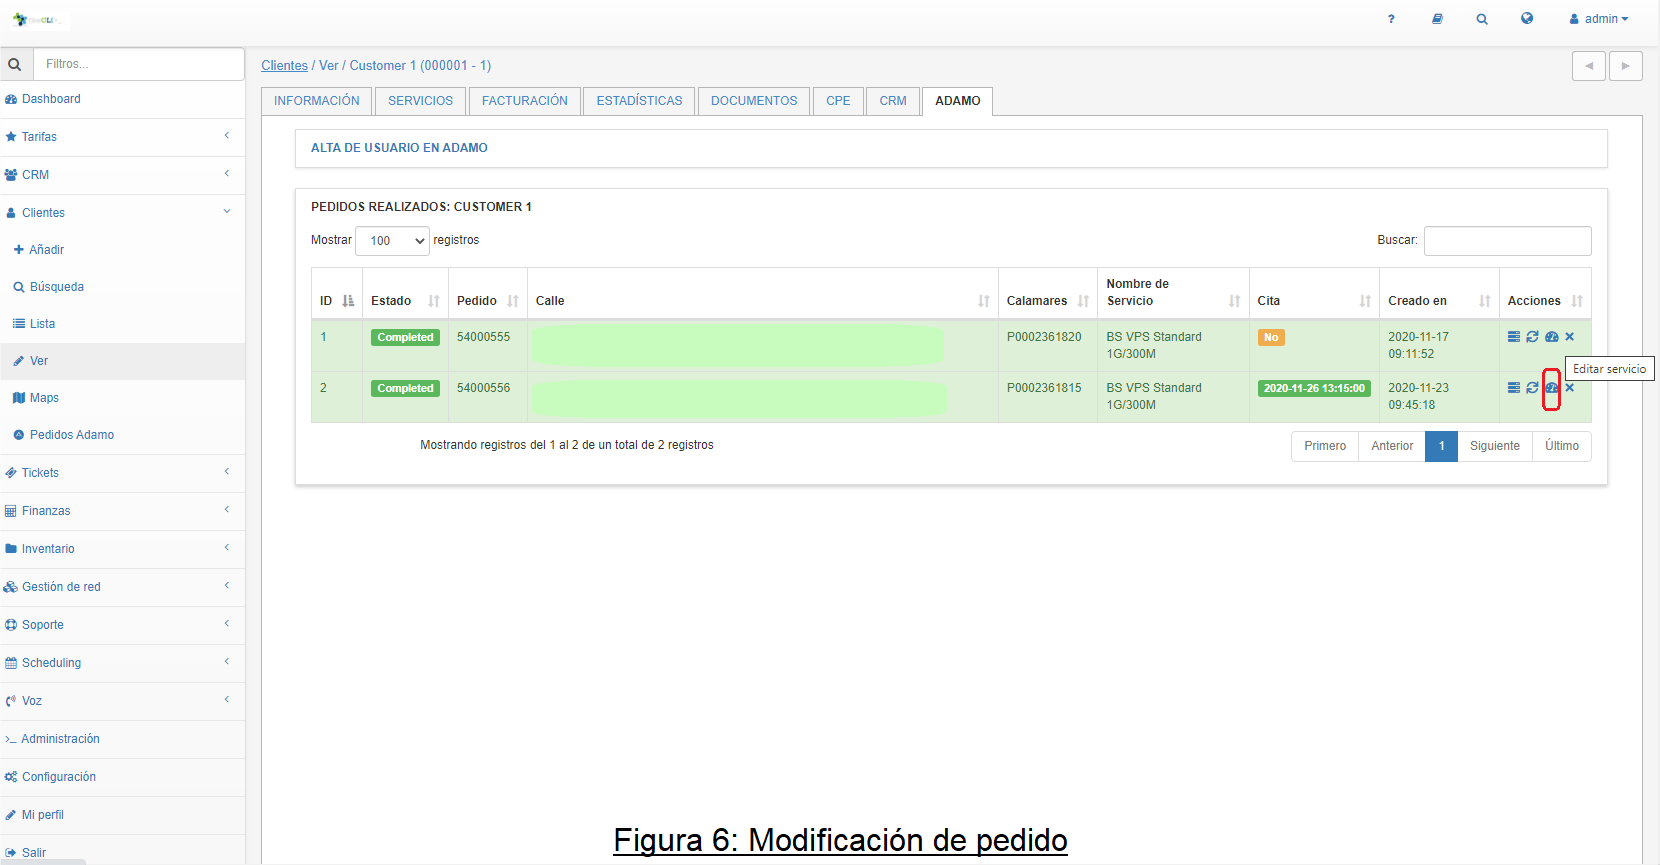 ? admin
Filtros...
Clientes / Ver / Customer 1 (000001 - 1)
Dashboard
Tarifas
CRM
Clientes
Añadir
Búsqueda
Lista
Ver
Maps
Pedidos Adamo
Tickets
Finanzas
Inventario
Gestión de red
Soporte
Scheduling
Voz
Administración
Configuración
Mi perfil
Salir
INFORMACIÓN SERVICIOS FACTURACIÓN ESTADÍSTICAS DOCUMENTOS CPE CRM ADAMO
ALTA DE USUARIO EN ADAMO
PEDIDOS REALIZADOS: CUSTOMER 1
Mostrar 100 registros Buscar:
ID Estado Pedido Calle Calamares Nombre de Servicio Cita Creado en Acciones
1 Completed 54000555 P0002361820 BS VPS Standard 1G/300M No 2020-11-17 09:11:52
Editar servicio
2 Completed 54000556 P0002361815 BS VPS Standard 1G/300M 2020-11-26 13:15:00 2020-11-23 09:45:18
Mostrando registros del 1 al 2 de un total de 2 registros
Primero Anterior 1 Siguiente Último
Figura 6: Modificación de pedido